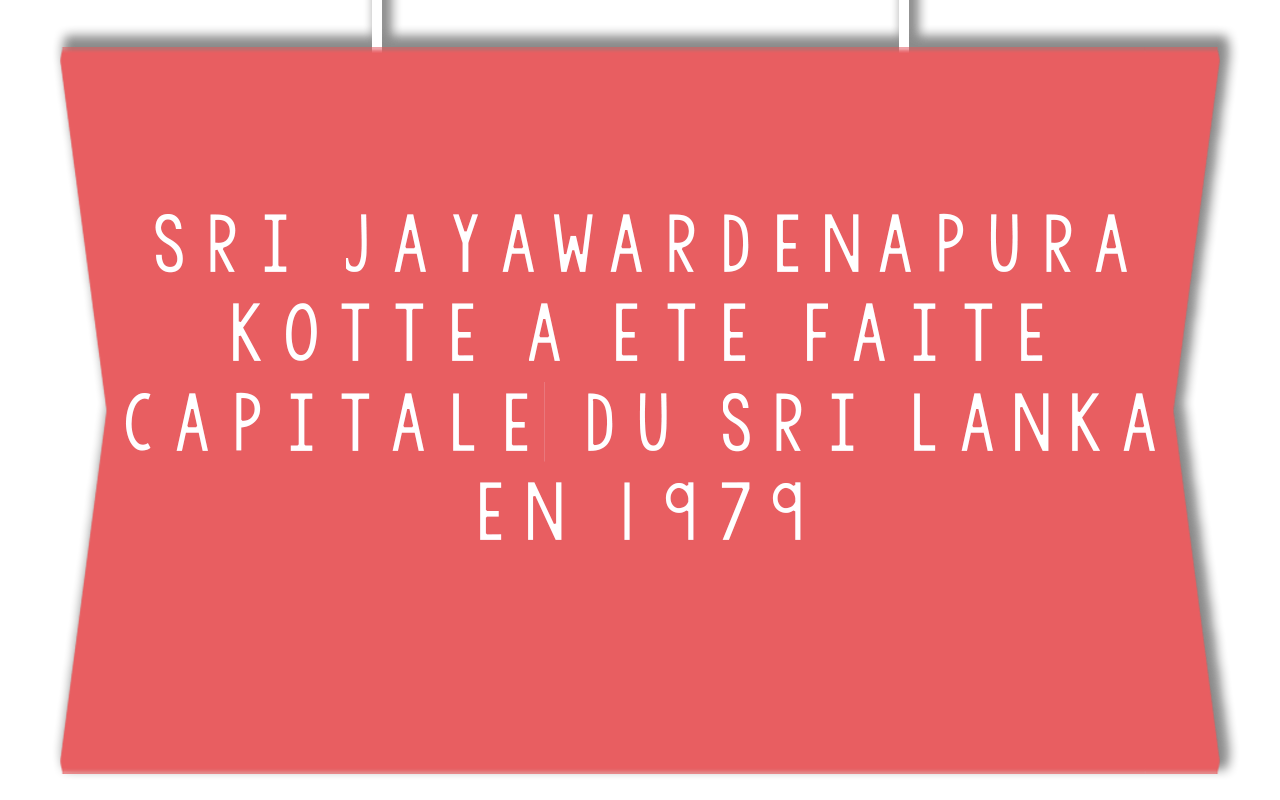 SRI JAYAWARDENAPURA
KOTTE A ETE FAITE
CAPITALE DU SRI LANKA
EN 1979